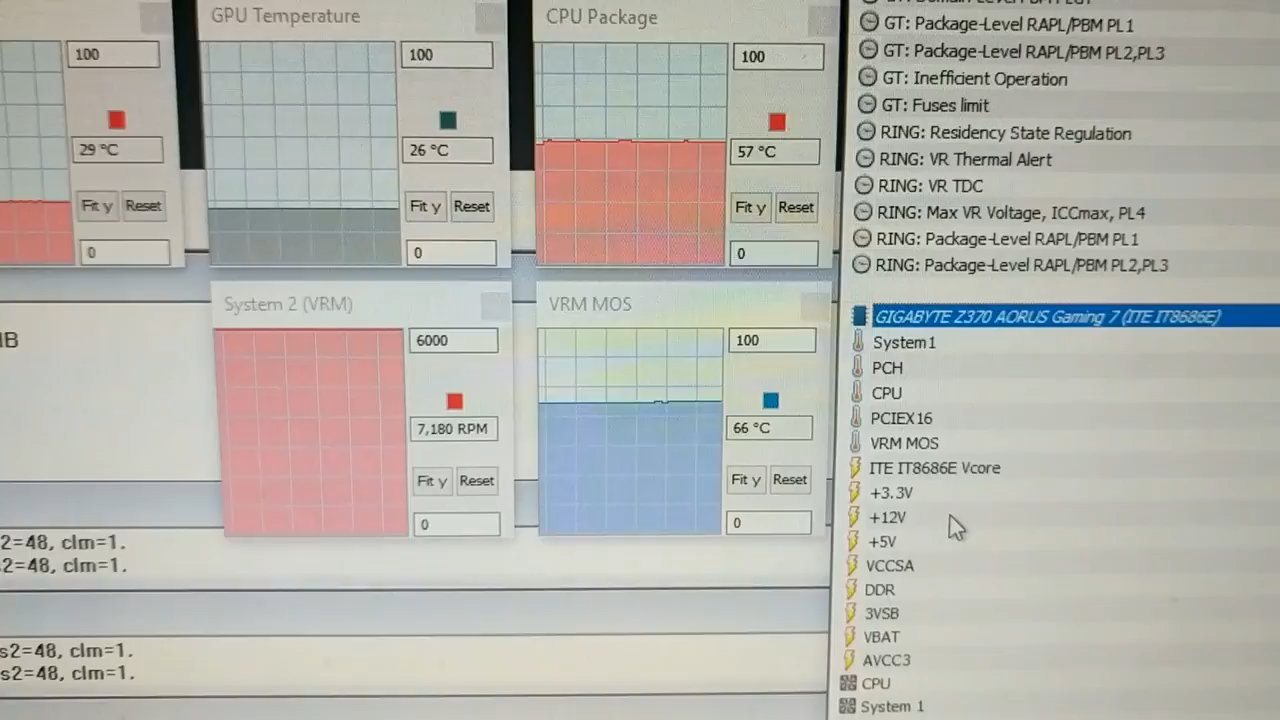 GPU Temperature
CPU Package
100
100
100
29 °C
26 °C
57 °C
Fit y
Reset
Fit y
Reset
Fit y
Reset
0
0
0
System 2 (VRM)
VRM MOS
6000
100
7,180 RPM
66 °C
Fit y
Reset
Fit y
Reset
0
0
IB
2=48, clm=1.
s2=48, clm=1.
s2=48, clm=1.
s2=48, clm=1.
GT: Package-Level RAPL/PBM PL1
GT: Package-Level RAPL/PBM PL2,PL3
GT: Inefficient Operation
GT: Fuses limit
RING: Residency State Regulation
RING: VR Thermal Alert
RING: VR TDC
RING: Max VR Voltage, ICCmax, PL4
RING: Package-Level RAPL/PBM PL1
RING: Package-Level RAPL/PBM PL2,PL3
GIGABYTE Z370 AORUS Gaming 7 (ITE IT8686E)
System1
PCH
CPU
PCIEX16
VRM MOS
ITE IT8686E Vcore
+3.3V
+12V
+5V
VCCSA
DDR
3VSB
VBAT
AVCC3
CPU
System 1